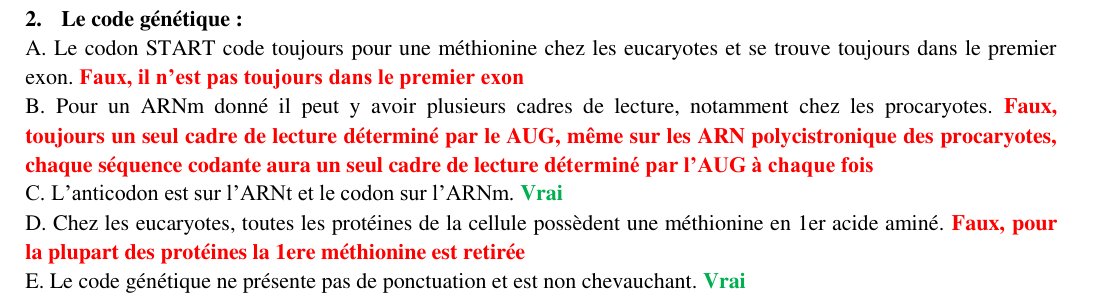 2. Le code génétique :
A. Le codon START code toujours pour une méthionine chez les eucaryotes et se trouve toujours dans le premier
exon. Faux, il n’est pas toujours dans le premier exon
B. Pour un ARNm donné il peut y avoir plusieurs cadres de lecture, notamment chez les procaryotes. Faux,
toujours un seul cadre de lecture déterminé par le AUG, même sur les ARN polycistronique des procaryotes,
chaque séquence codante aura un seul cadre de lecture déterminé par l’AUG à chaque fois
C. L’anticodon est sur l’ARNt et le codon sur l’ARNm. Vrai
D. Chez les eucaryotes, toutes les protéines de la cellule possèdent une méthionine en 1er acide aminé. Faux, pour
la plupart des protéines la 1ere méthionine est retirée
E. Le code génétique ne présente pas de ponctuation et est non chevauchant. Vrai